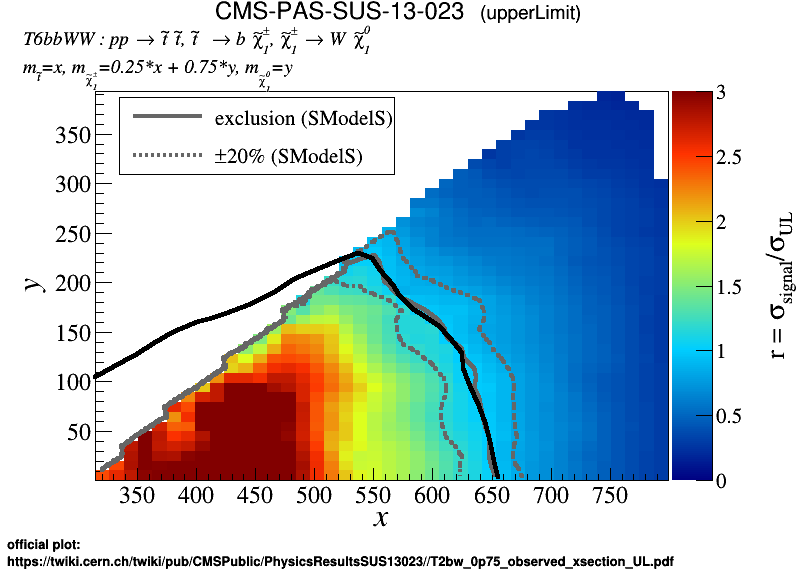 CMS-PAS-SUS-13-023 (upperLimit)
T6bbWW : pp → t̃ t̃, t̃ → b χ̃₁^±, χ̃₁^± → W χ̃₁⁰
m_t̃=x, m_χ̃₁^±=0.25*x + 0.75*y, m_χ̃₁⁰=y
exclusion (SModelS)
±20% (SModelS)
350
300
250
200
150
100
50
y
350 400 450 500 550 600 650 700 750
x
3
2.5
2
1.5
1
0.5
0
r = σ_signal/σ_UL
official plot:
https://twiki.cern.ch/twiki/pub/CMSPublic/PhysicsResultsSUS13023//T2bw_0p75_observed_xsection_UL.pdf